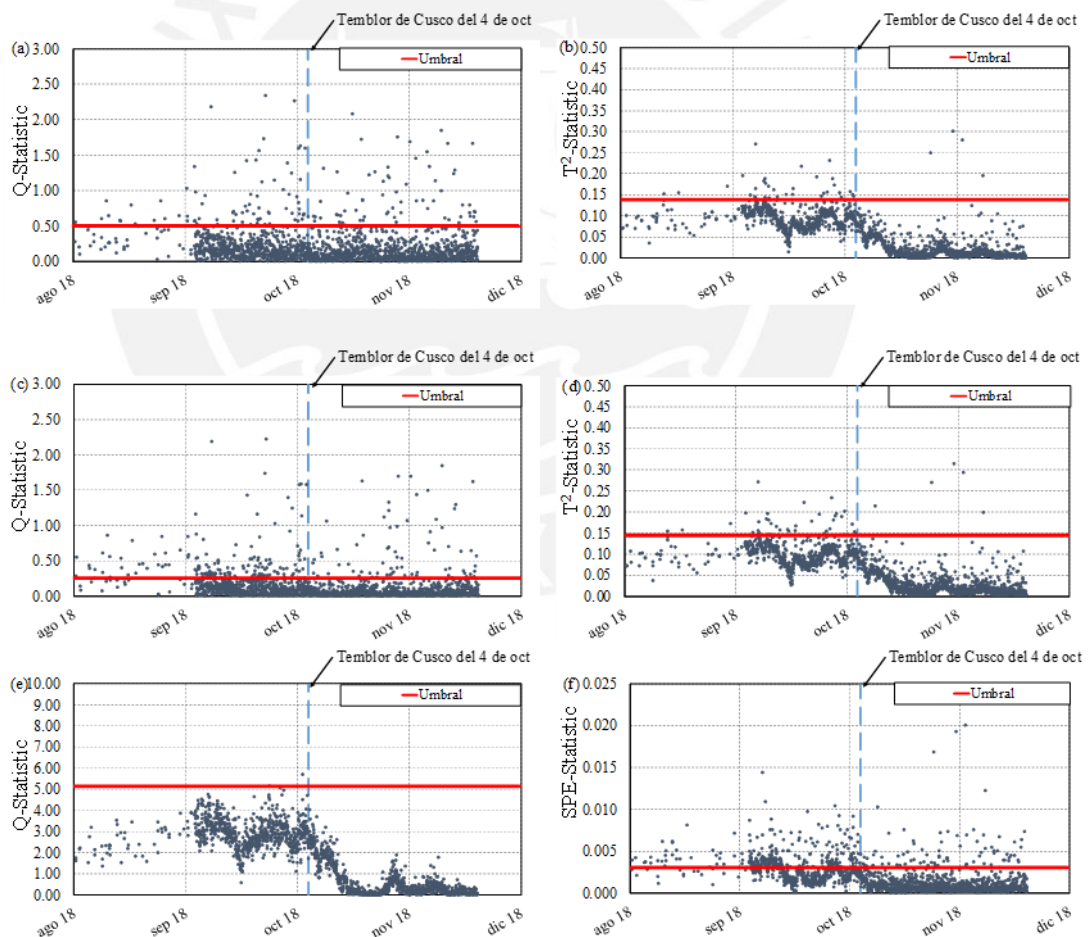 Temblor de Cusco del 4 de oct
(a)
3.00
2.50
2.00
1.50
1.00
0.50
0.00
Q-Statistic
Umbral
ago 18
sep 18
oct 18
nov 18
dic 18
Temblor de Cusco del 4 de oct
(b)
0.50
0.45
0.40
0.35
0.30
0.25
0.20
0.15
0.10
0.05
0.00
T²-Statistic
Umbral
ago 18
sep 18
oct 18
nov 18
dic 18
Temblor de Cusco del 4 de oct
(c)
3.00
2.50
2.00
1.50
1.00
0.50
0.00
Q-Statistic
Umbral
ago 18
sep 18
oct 18
nov 18
dic 18
Temblor de Cusco del 4 de oct
(d)
0.50
0.45
0.40
0.35
0.30
0.25
0.20
0.15
0.10
0.05
0.00
T²-Statistic
Umbral
ago 18
sep 18
oct 18
nov 18
dic 18
Temblor de Cusco del 4 de oct
(e)
10.00
9.00
8.00
7.00
6.00
5.00
4.00
3.00
2.00
1.00
0.00
Q-Statistic
Umbral
ago 18
sep 18
oct 18
nov 18
dic 18
Temblor de Cusco del 4 de oct
(f)
0.025
0.020
0.015
0.010
0.005
0.000
SPE-Statistic
Umbral
ago 18
sep 18
oct 18
nov 18
dic 18